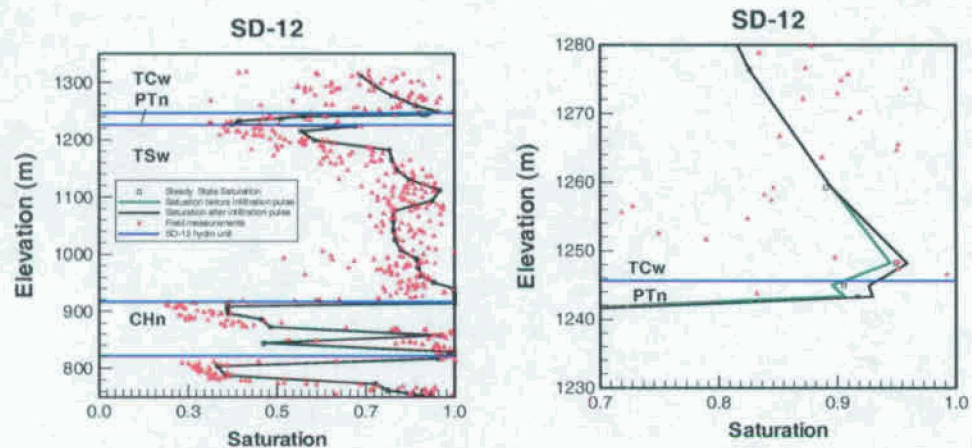 SD-12
1300
1200
1100
1000
900
800
Elevation (m)
TCw
PTn
TSw
CHn
Steady State Saturation
Saturation before infiltration pulse
Saturation after infiltration pulse
Field measurements
SD-12 hydro unit
0.0 0.3 0.5 0.7 1.0
Saturation
SD-12
1280
1270
1260
1250
1240
1230
Elevation (m)
TCw
PTn
0.7 0.8 0.9 1.0
Saturation